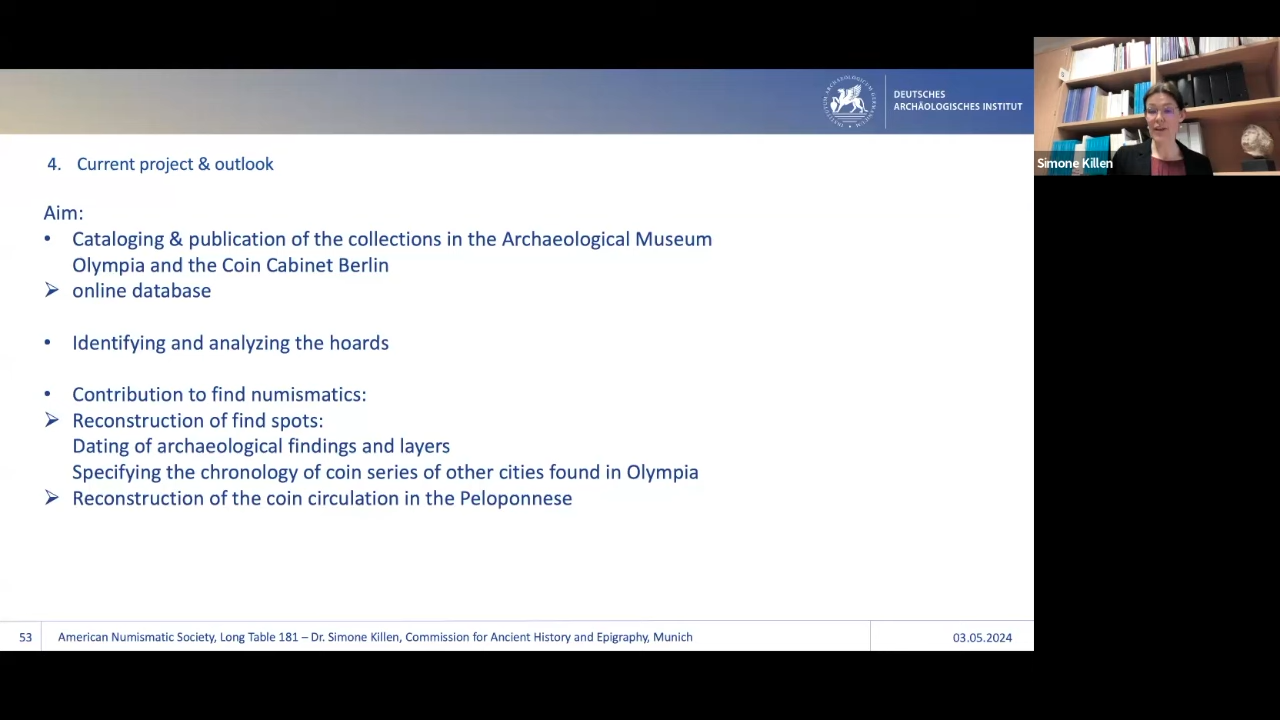 DEUTSCHES
ARCHÄOLOGISCHES INSTITUT
Simone Killen
4. Current project & outlook
Aim:
• Cataloging & publication of the collections in the Archaeological Museum
Olympia and the Coin Cabinet Berlin
➢ online database
• Identifying and analyzing the hoards
• Contribution to find numismatics:
➢ Reconstruction of find spots:
Dating of archaeological findings and layers
Specifying the chronology of coin series of other cities found in Olympia
➢ Reconstruction of the coin circulation in the Peloponnese
53 American Numismatic Society, Long Table 181 – Dr. Simone Killen, Commission for Ancient History and Epigraphy, Munich 03.05.2024